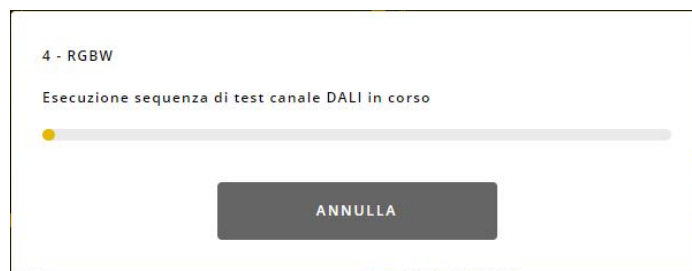 4 - RGBW
Esecuzione sequenza di test canale DALI in corso
ANNULLA